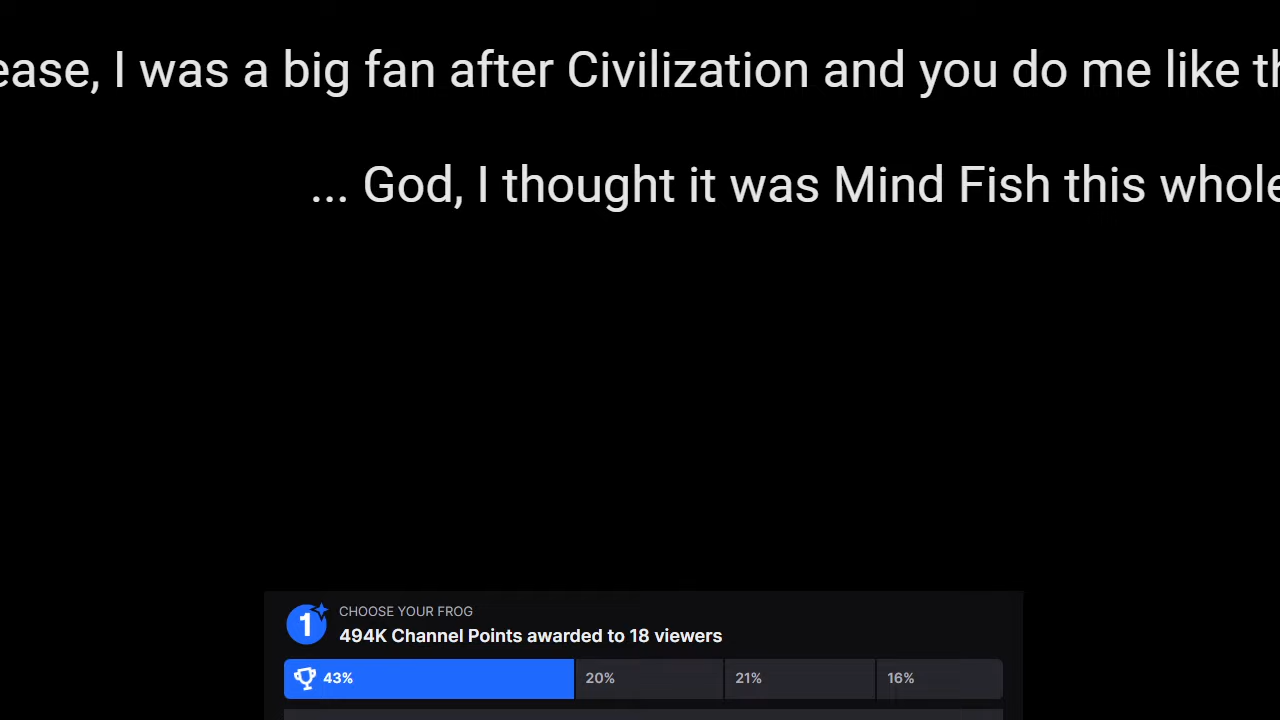 ease, I was a big fan after Civilization and you do me like th
... God, I thought it was Mind Fish this whole
1
CHOOSE YOUR FROG
494K Channel Points awarded to 18 viewers
43% 20% 21% 16%